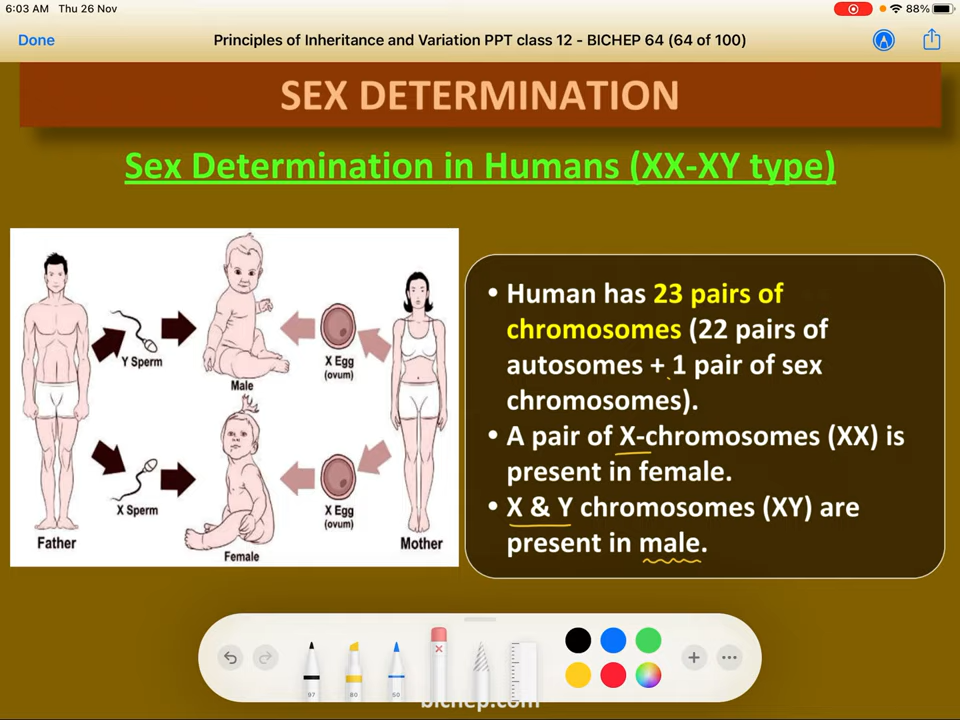 6:03 AM Thu 26 Nov
88%
Done
Principles of Inheritance and Variation PPT class 12 - BICHEP 64 (64 of 100)
SEX DETERMINATION
Sex Determination in Humans (XX-XY type)
Y Sperm
Male
X Egg
(ovum)
X Sperm
Female
X Egg
(ovum)
Father
Mother
• Human has 23 pairs of
chromosomes (22 pairs of
autosomes + 1 pair of sex
chromosomes).
• A pair of X-chromosomes (XX) is
present in female.
• X & Y chromosomes (XY) are
present in male.
97
80
50
bichep.com